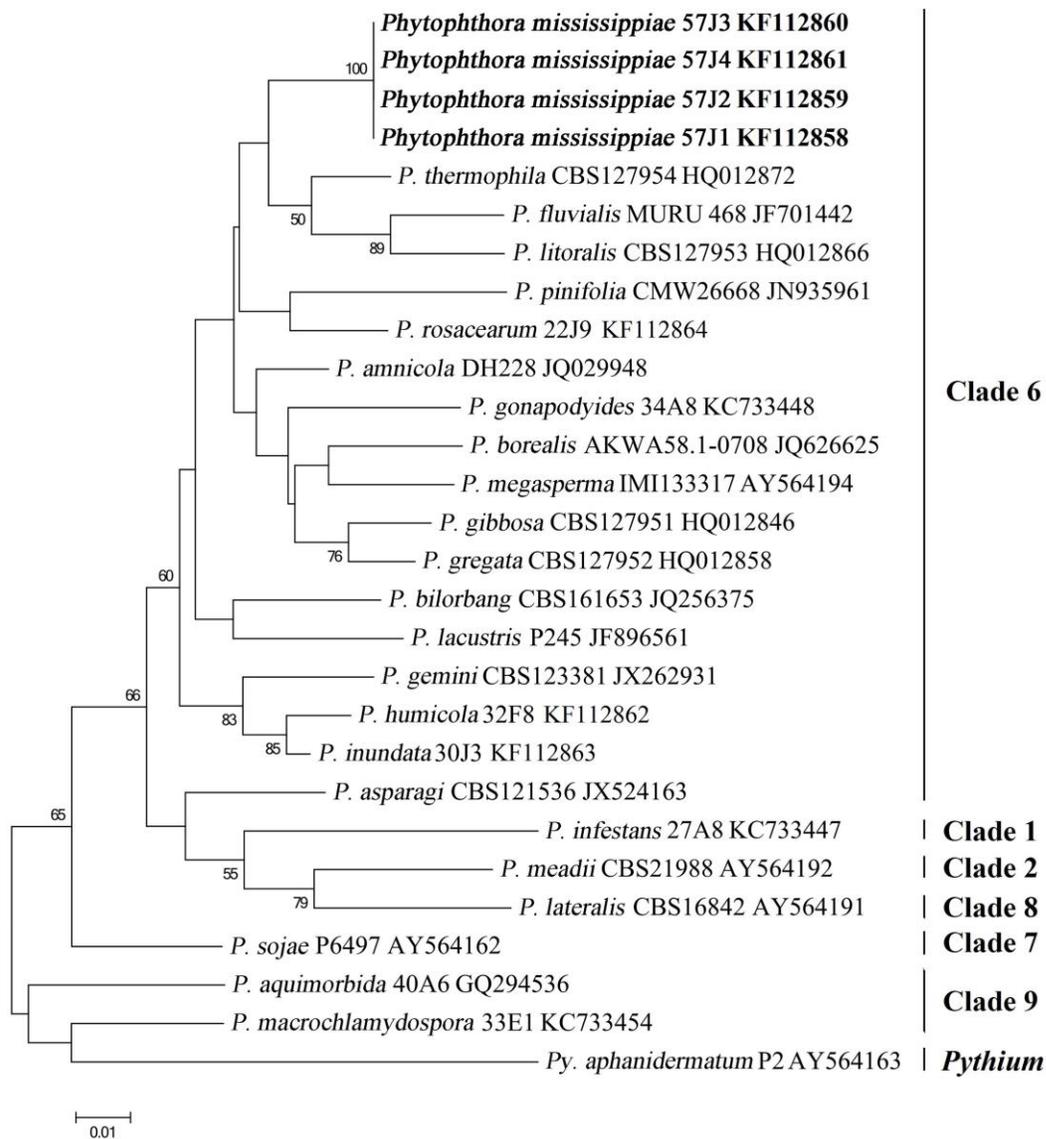 Phytophthora mississippiae 57J3 KF112860
Phytophthora mississippiae 57J4 KF112861
100
Phytophthora mississippiae 57J2 KF112859
Phytophthora mississippiae 57J1 KF112858
P. thermophila CBS127954 HQ012872
P. fluvialis MURU 468 JF701442
50
89
P. litoralis CBS127953 HQ012866
P. pinifolia CMW26668 JN935961
P. rosacearum 22J9 KF112864
P. amnicola DH228 JQ029948
Clade 6
P. gonapodyides 34A8 KC733448
P. borealis AKWA58.1-0708 JQ626625
P. megasperma IMI133317 AY564194
P. gibbosa CBS127951 HQ012846
76
P. gregata CBS127952 HQ012858
60
P. bilorbang CBS161653 JQ256375
P. lacustris P245 JF896561
P. gemini CBS123381 JX262931
66
83
P. humicola 32F8 KF112862
85
P. inundata 30J3 KF112863
P. asparagi CBS121536 JX524163
65
P. infestans 27A8 KC733447
Clade 1
55
P. meadii CBS21988 AY564192
Clade 2
79
P. lateralis CBS16842 AY564191
Clade 8
P. sojae P6497 AY564162
Clade 7
P. aquimorbida 40A6 GQ294536
Clade 9
P. macrochlamydospora 33E1 KC733454
Py. aphanidermatum P2 AY564163
Pythium
0.01